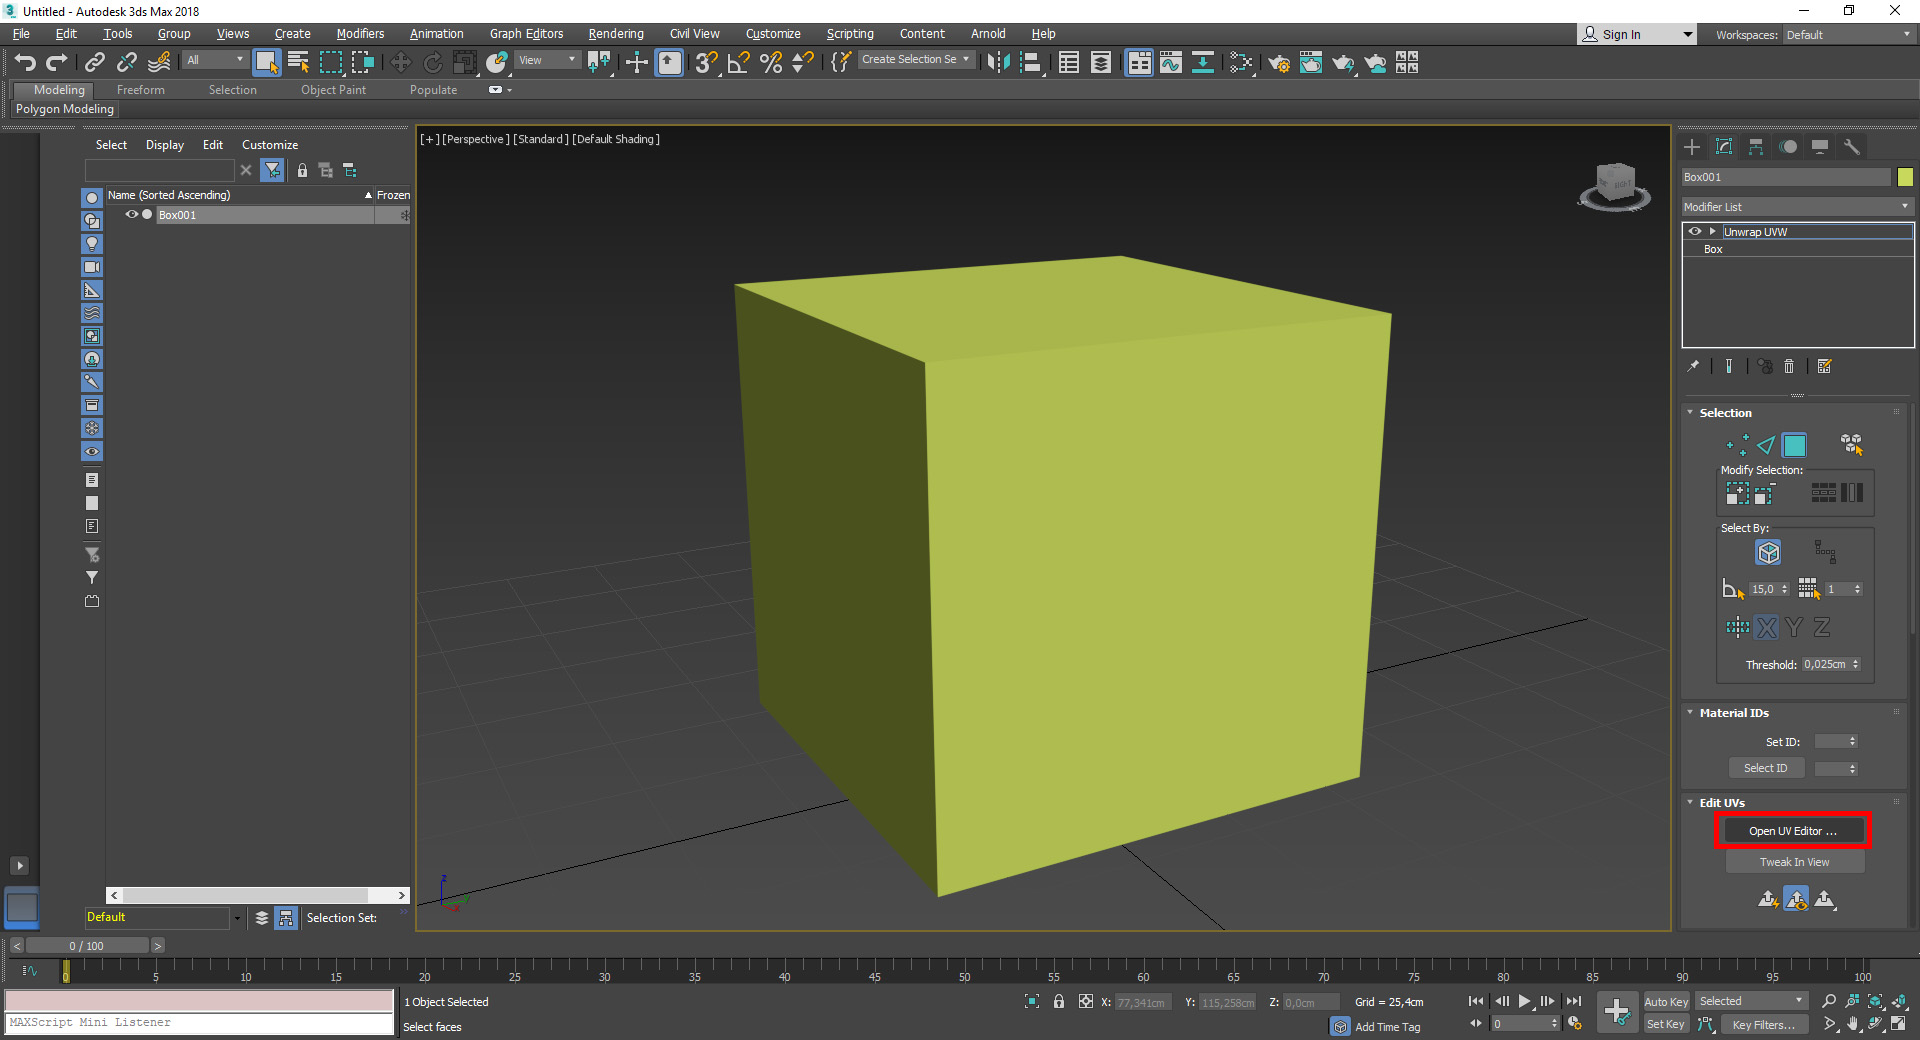 Untitled - Autodesk 3ds Max 2018
File Edit Tools Group Views Create Modifiers Animation Graph Editors Rendering Civil View Customize Scripting Content Arnold Help Sign In Workspaces: Default
All View Create Selection Se
Modeling Freeform Selection Object Paint Populate
Polygon Modeling
Select Display Edit Customize
Name (Sorted Ascending) Frozen
Box001
[+] [Perspective ] [Standard ] [Default Shading ]
Box001
Modifier List
Unwrap UVW
Box
Selection
Modify Selection:
Select By:
15,0 1
X Y Z
Threshold: 0,025cm
Material IDs
Set ID:
Select ID
Edit UVs
Open UV Editor ...
Tweak In View
z
Default Selection Set:
< 0 / 100 >
0 5 10 15 20 25 30 35 40 45 50 55 60 65 70 75 80 85 90 95 100
1 Object Selected X: 77,341cm Y: 115,258cm Z: 0,0cm Grid = 25,4cm Auto Key Selected
MAXScript Mini Listener Select faces Add Time Tag 0 Set Key Key Filters...